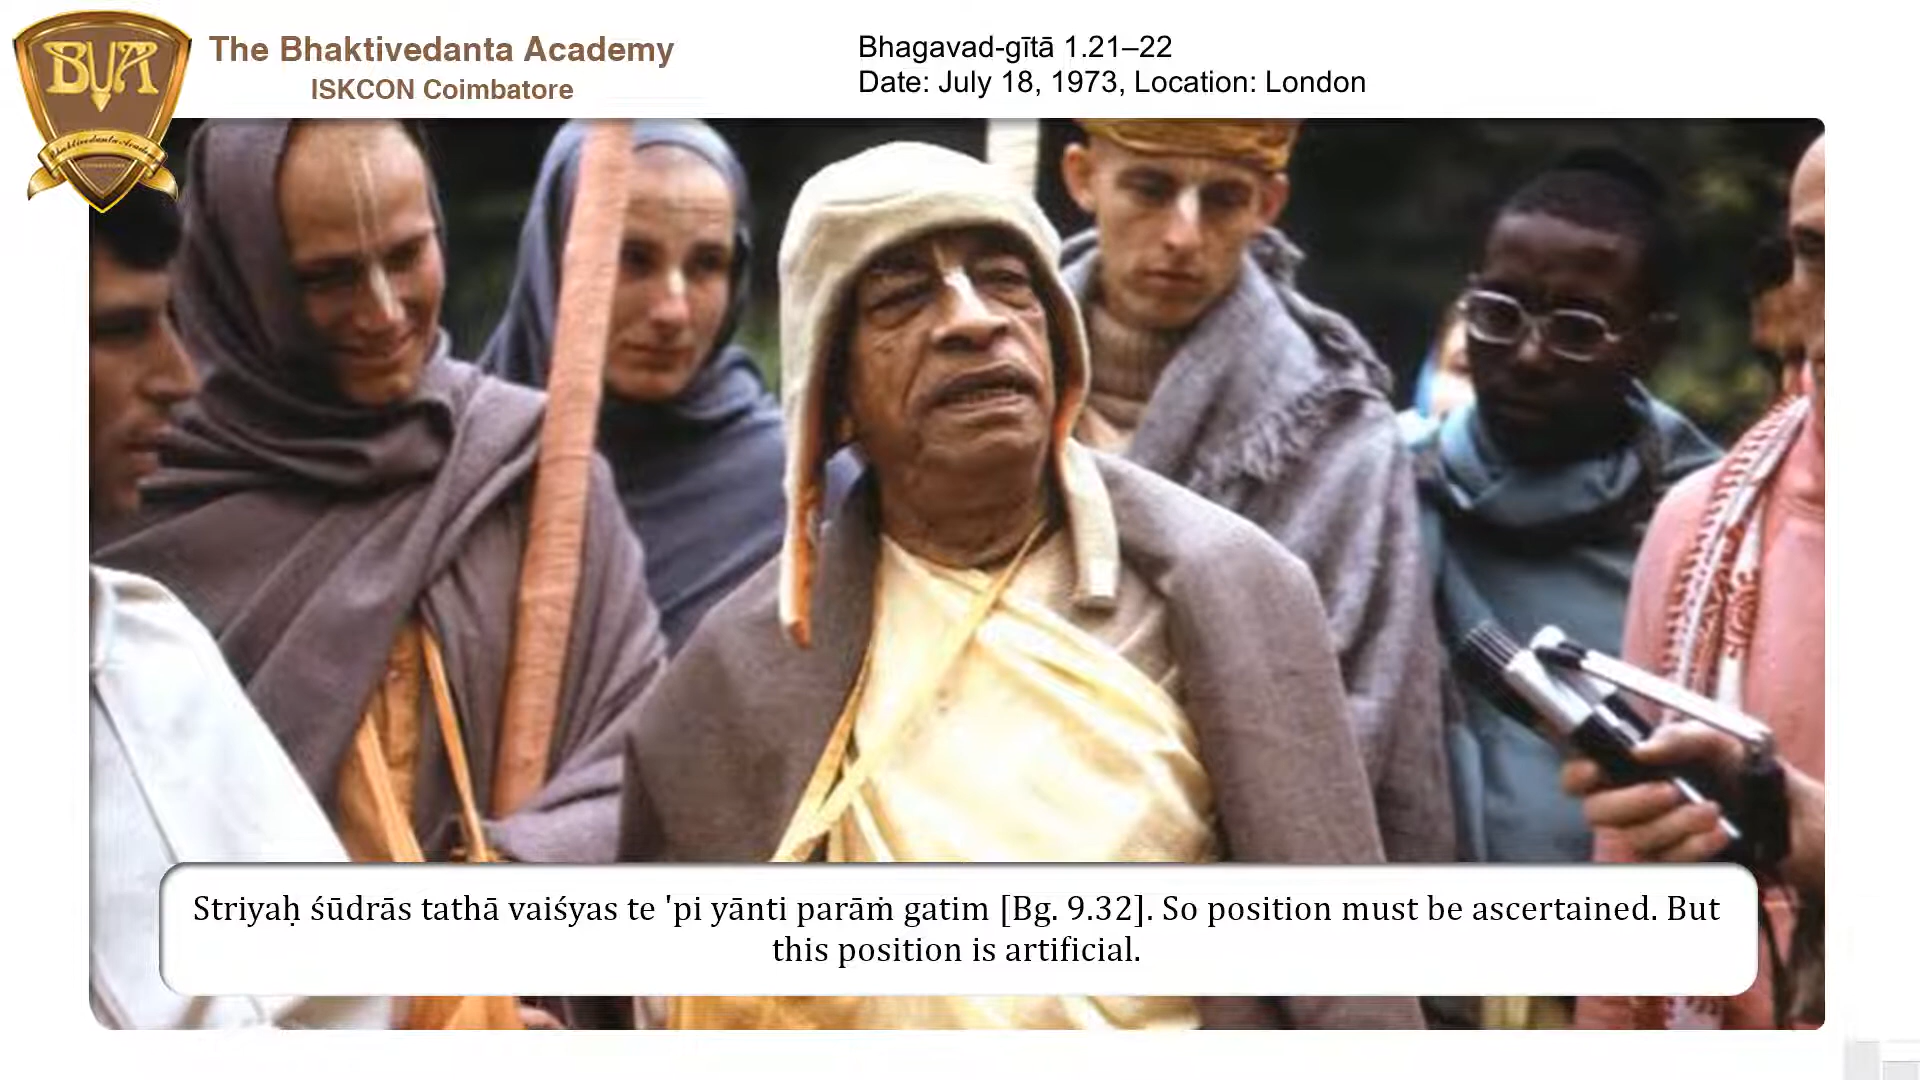 BVA
The Bhaktivedanta Academy
ISKCON Coimbatore
Bhagavad-gītā 1.21–22
Date: July 18, 1973, Location: London
Striyaḥ śūdrās tathā vaiśyas te 'pi yānti parāṁ gatim [Bg. 9.32]. So position must be ascertained. But
this position is artificial.